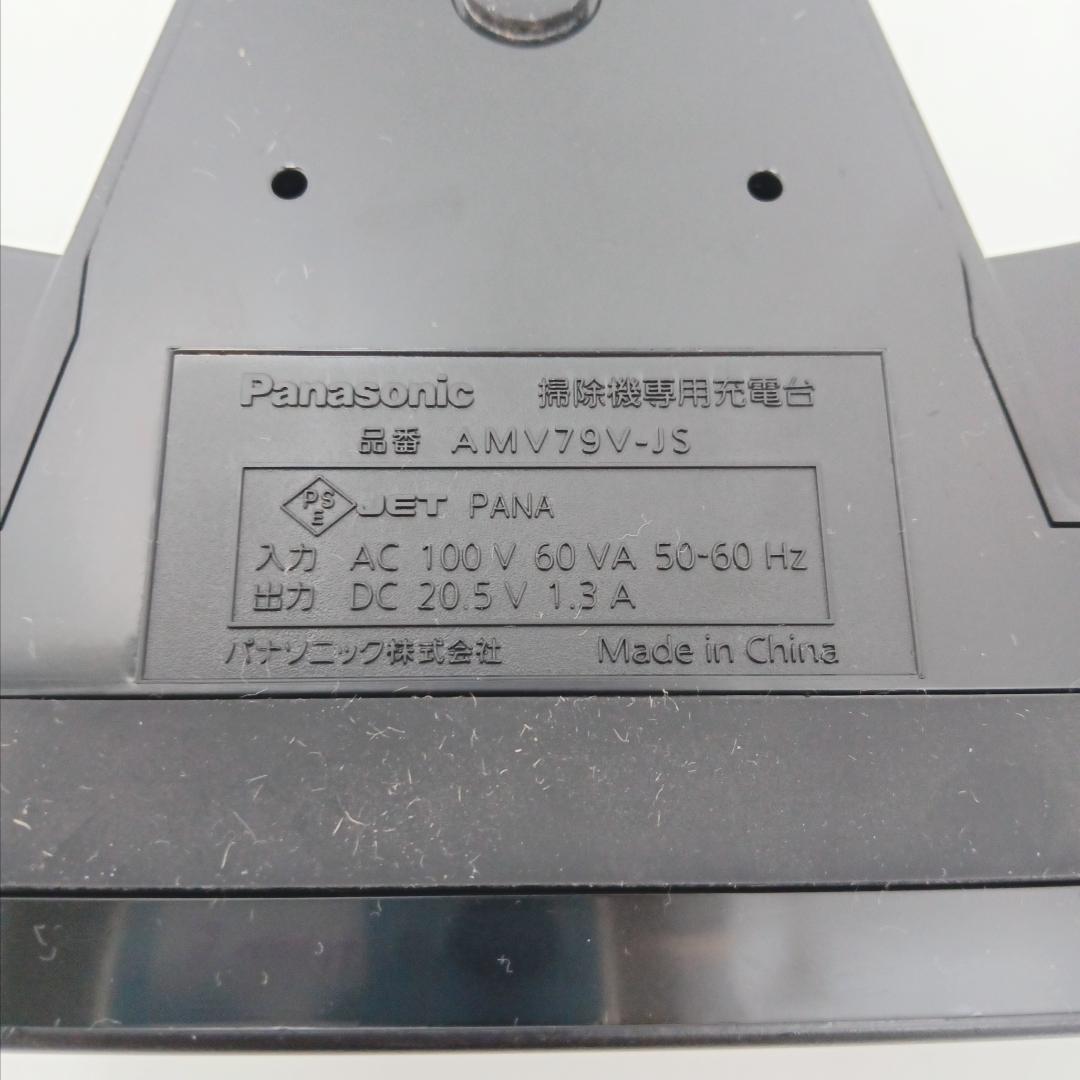 Panasonic 掃除機専用充電台
品番 AMV79V-JS
PS E JET PANA
入力 AC 100 V 60 VA 50-60 Hz
出力 DC 20.5 V 1.3 A
パナソニック株式会社 Made in China